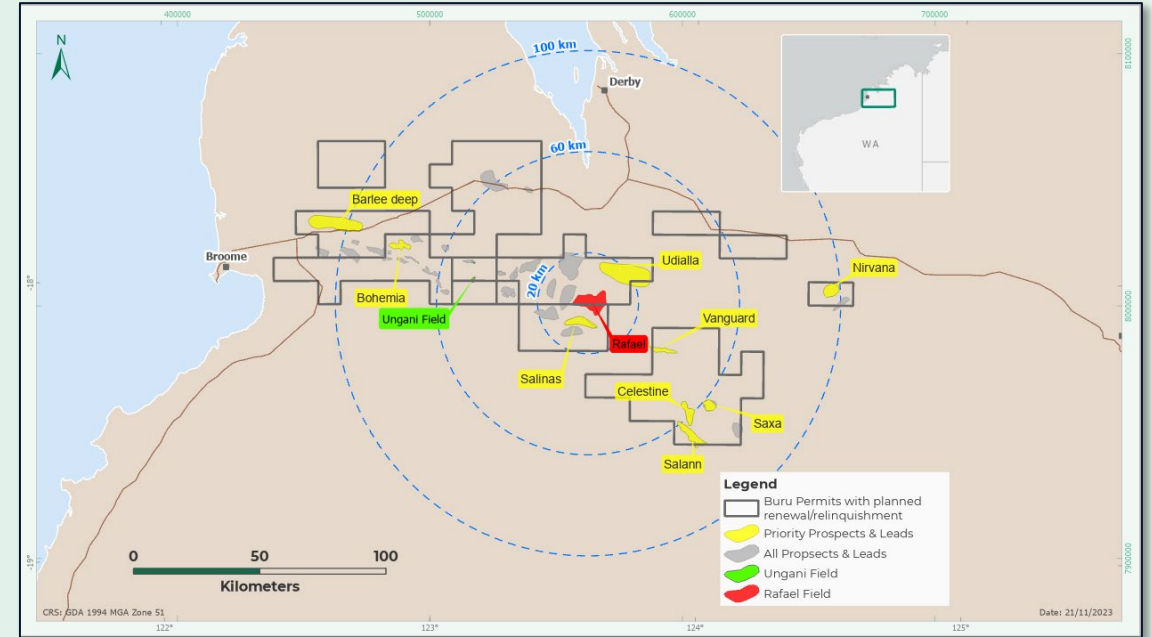 400000
500000
600000
700000
N
100 km
Derby
8100000
60 km
WA
Barlee deep
Broome
Udialla
-18°
20 km
Nirvana
8000000
Bohemia
Ungani Field
Vanguard
Rafael
Salinas
Celestine
Saxa
Salann
Legend
Buru Permits with planned
renewal/relinquishment
Priority Prospects & Leads
All Propsects & Leads
Ungani Field
Rafael Field
0 50 100
Kilometers
-19°
7900000
CRS: GDA 1994 MGA Zone 51
Date: 21/11/2023
122°
123°
124°
125°